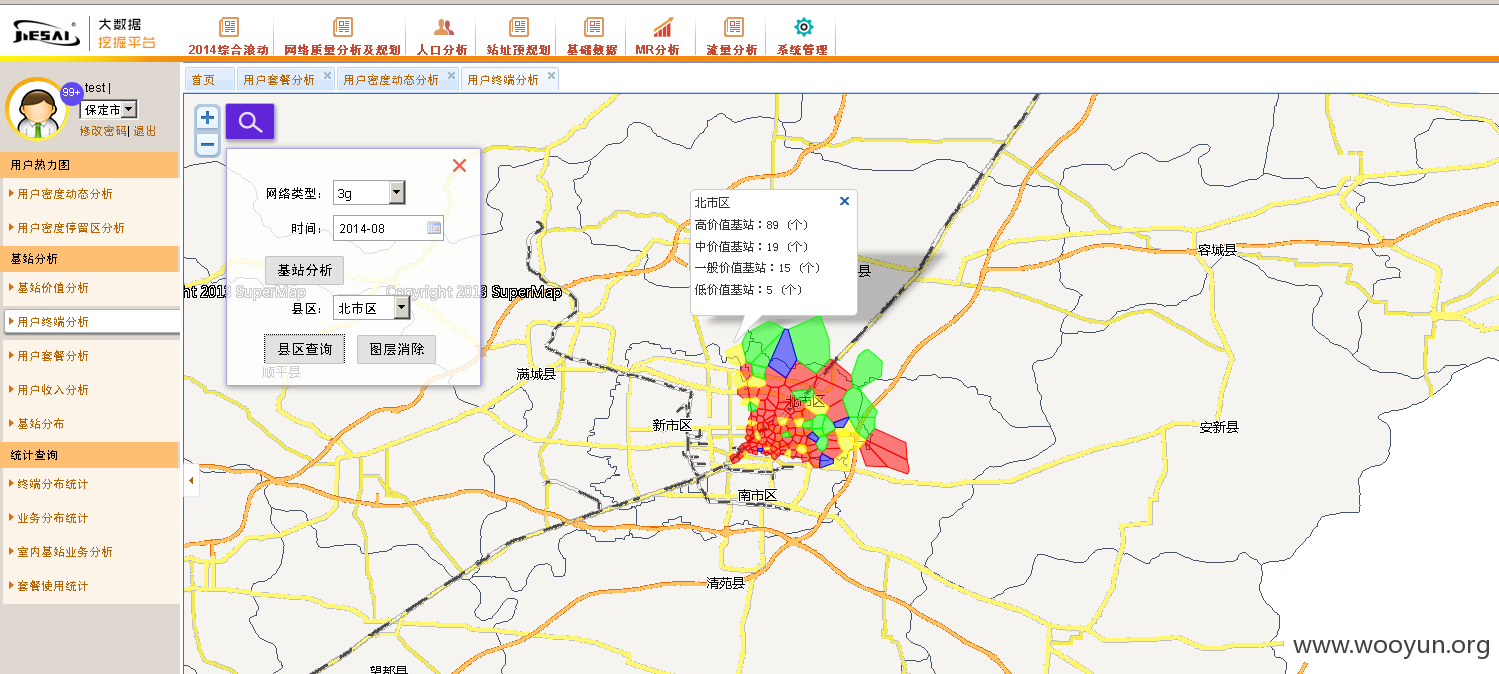 JIESAI
大数据
挖掘平台
2014综合滚动
网络质量分析及规划
人口分析
站址预规划
基础数据
MR分析
流量分析
系统管理
99+
test |
保定市
修改密码| 退出
首页
用户套餐分析
用户密度动态分析
用户终端分析
用户热力图
用户密度动态分析
用户密度停留区分析
基站分析
基站价值分析
用户终端分析
用户套餐分析
用户收入分析
基站分布
统计查询
终端分布统计
业务分布统计
室内基站业务分析
套餐使用统计
网络类型: 3g
时间: 2014-08
基站分析
ht 2013 SuperMap
Copyright 2013 SuperMap
县区: 北市区
县区查询
图层消除
顺平县
北市区
高价值基站：89（个）
中价值基站：19（个）
一般价值基站：15（个）
低价值基站：5（个）
县
容城县
满城县
北市区
新市区
安新县
南市区
清苑县
望都县
www.wooyun.org